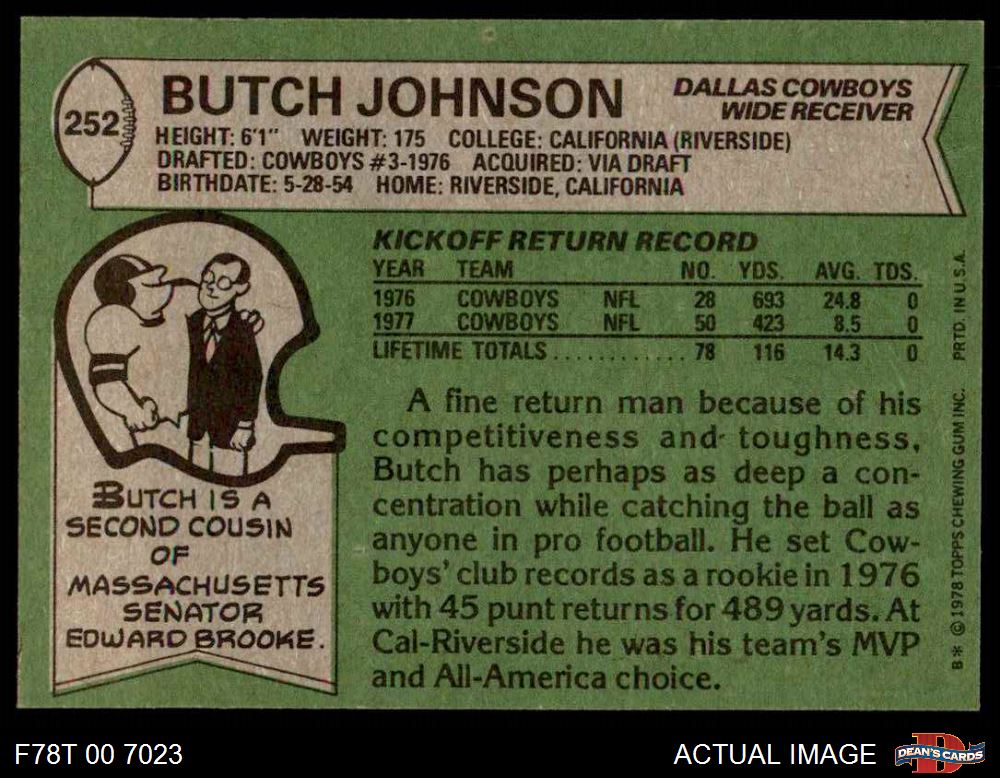 252
BUTCH JOHNSON
DALLAS COWBOYS
WIDE RECEIVER
HEIGHT: 6'1" WEIGHT: 175 COLLEGE: CALIFORNIA (RIVERSIDE)
DRAFTED: COWBOYS #3-1976 ACQUIRED: VIA DRAFT
BIRTHDATE: 5-28-54 HOME: RIVERSIDE, CALIFORNIA
KICKOFF RETURN RECORD
YEAR TEAM NO. YDS. AVG. TDS.
1976 COWBOYS NFL 28 693 24.8 0
1977 COWBOYS NFL 50 423 8.5 0
LIFETIME TOTALS ............ 78 116 14.3 0
A fine return man because of his
competitiveness and toughness,
Butch has perhaps as deep a con-
centration while catching the ball as
anyone in pro football. He set Cow-
boys' club records as a rookie in 1976
with 45 punt returns for 489 yards. At
Cal-Riverside he was his team's MVP
and All-America choice.
BUTCH IS A
SECOND COUSIN
OF
MASSACHUSETTS
SENATOR
EDWARD BROOKE.
B* © 1978 TOPPS CHEWING GUM INC. PRTD. IN U.S.A.
F78T 00 7023
ACTUAL IMAGE
D
DEAN'S CARDS